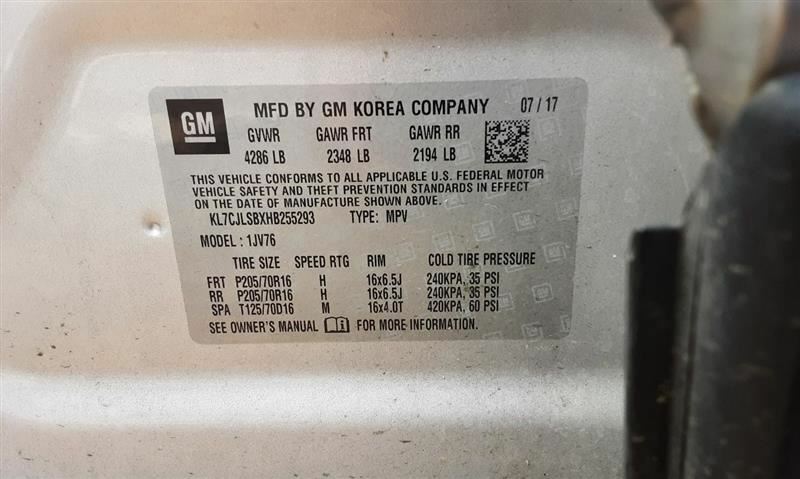 GM MFD BY GM KOREA COMPANY 07 / 17
GVWR GAWR FRT GAWR RR
4286 LB 2348 LB 2194 LB
THIS VEHICLE CONFORMS TO ALL APPLICABLE U.S. FEDERAL MOTOR
VEHICLE SAFETY AND THEFT PREVENTION STANDARDS IN EFFECT
ON THE DATE OF MANUFACTURE SHOWN ABOVE.
KL7CJLSBXHB255293 TYPE: MPV
MODEL : 1JV76
TIRE SIZE SPEED RTG RIM COLD TIRE PRESSURE
FRT P205/70R16 H 16x6.5J 240KPA, 35 PSI
RR P205/70R16 H 16x6.5J 240KPA, 35 PSI
SPA T125/70D16 M 16x4.0T 420KPA, 60 PSI
SEE OWNER'S MANUAL FOR MORE INFORMATION.